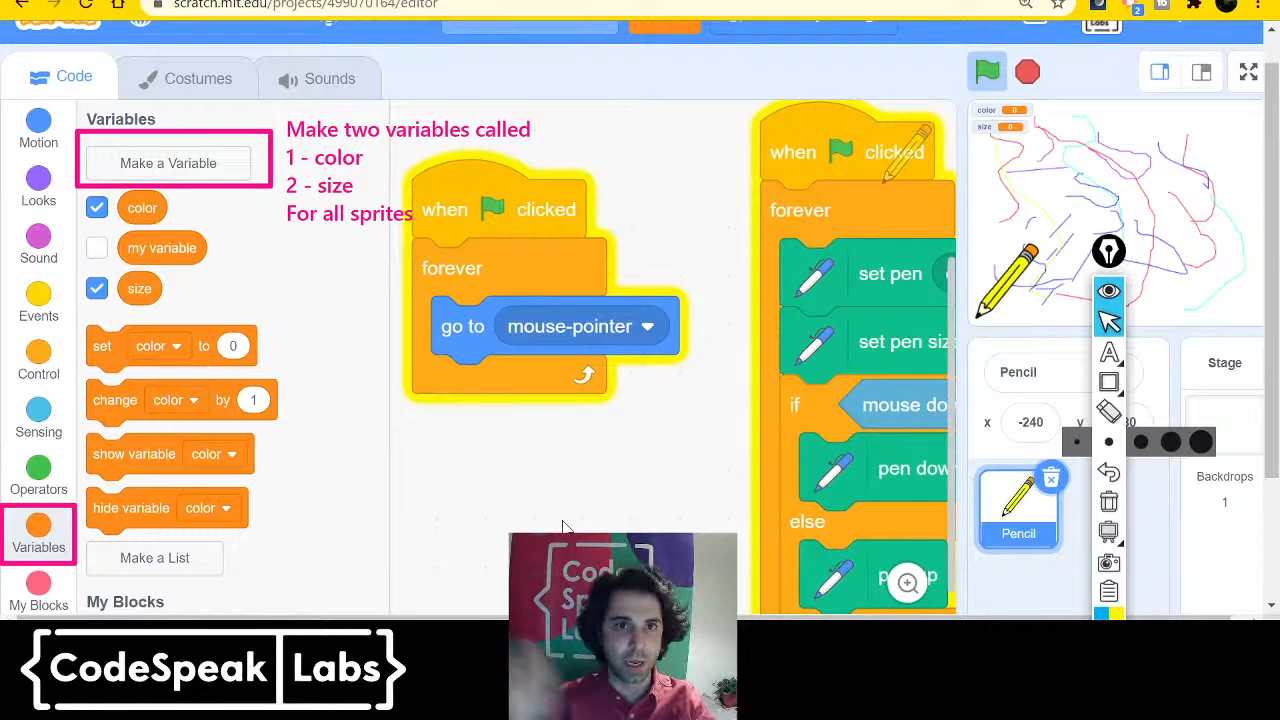 scratch.mit.edu/projects/499070164/editor
2
Labs
Code
Costumes
Sounds
Motion
Looks
Sound
Events
Control
Sensing
Operators
Variables
My Blocks
Variables
Make a Variable
color
my variable
size
set color to 0
change color by 1
show variable color
hide variable color
Make a List
My Blocks
Make two variables called
1 - color
2 - size
For all sprites
when clicked
forever
go to mouse-pointer
when clicked
forever
set pen
set pen siz
if mouse do
pen dow
else
color 0
size 0
Pencil
x -240 y
Pencil
Stage
Backdrops
1
A
{CodeSpeak | Labs}